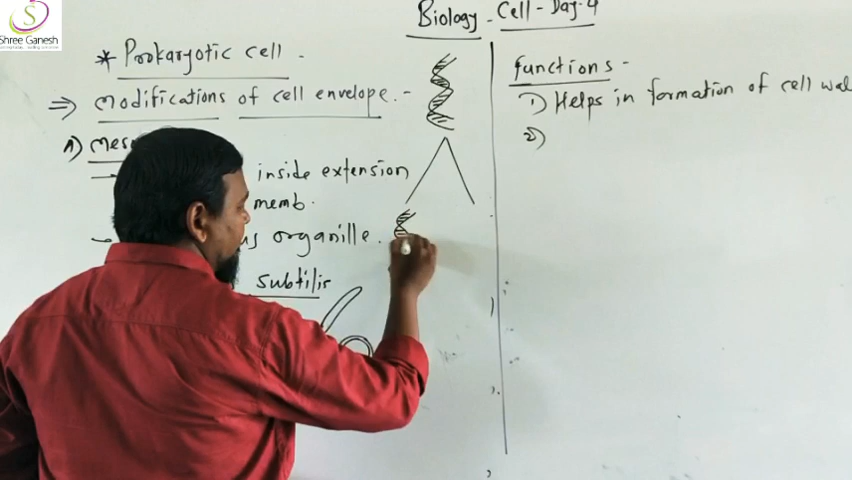 S
Shree Ganesh
Biology - Cell - Day-4
* Prokaryotic cell -
⇒ Modifications of cell envelope. -
1) Mes
inside extension
memb.
us organille.
subtilis
functions -
1) Helps in formation of cell wal
2)